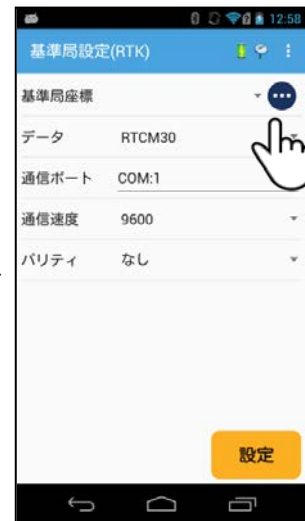 12:58
基準局設定(RTK)
基準局座標
データ RTCM30
通信ポート COM:1
通信速度 9600
パリティ なし
設定